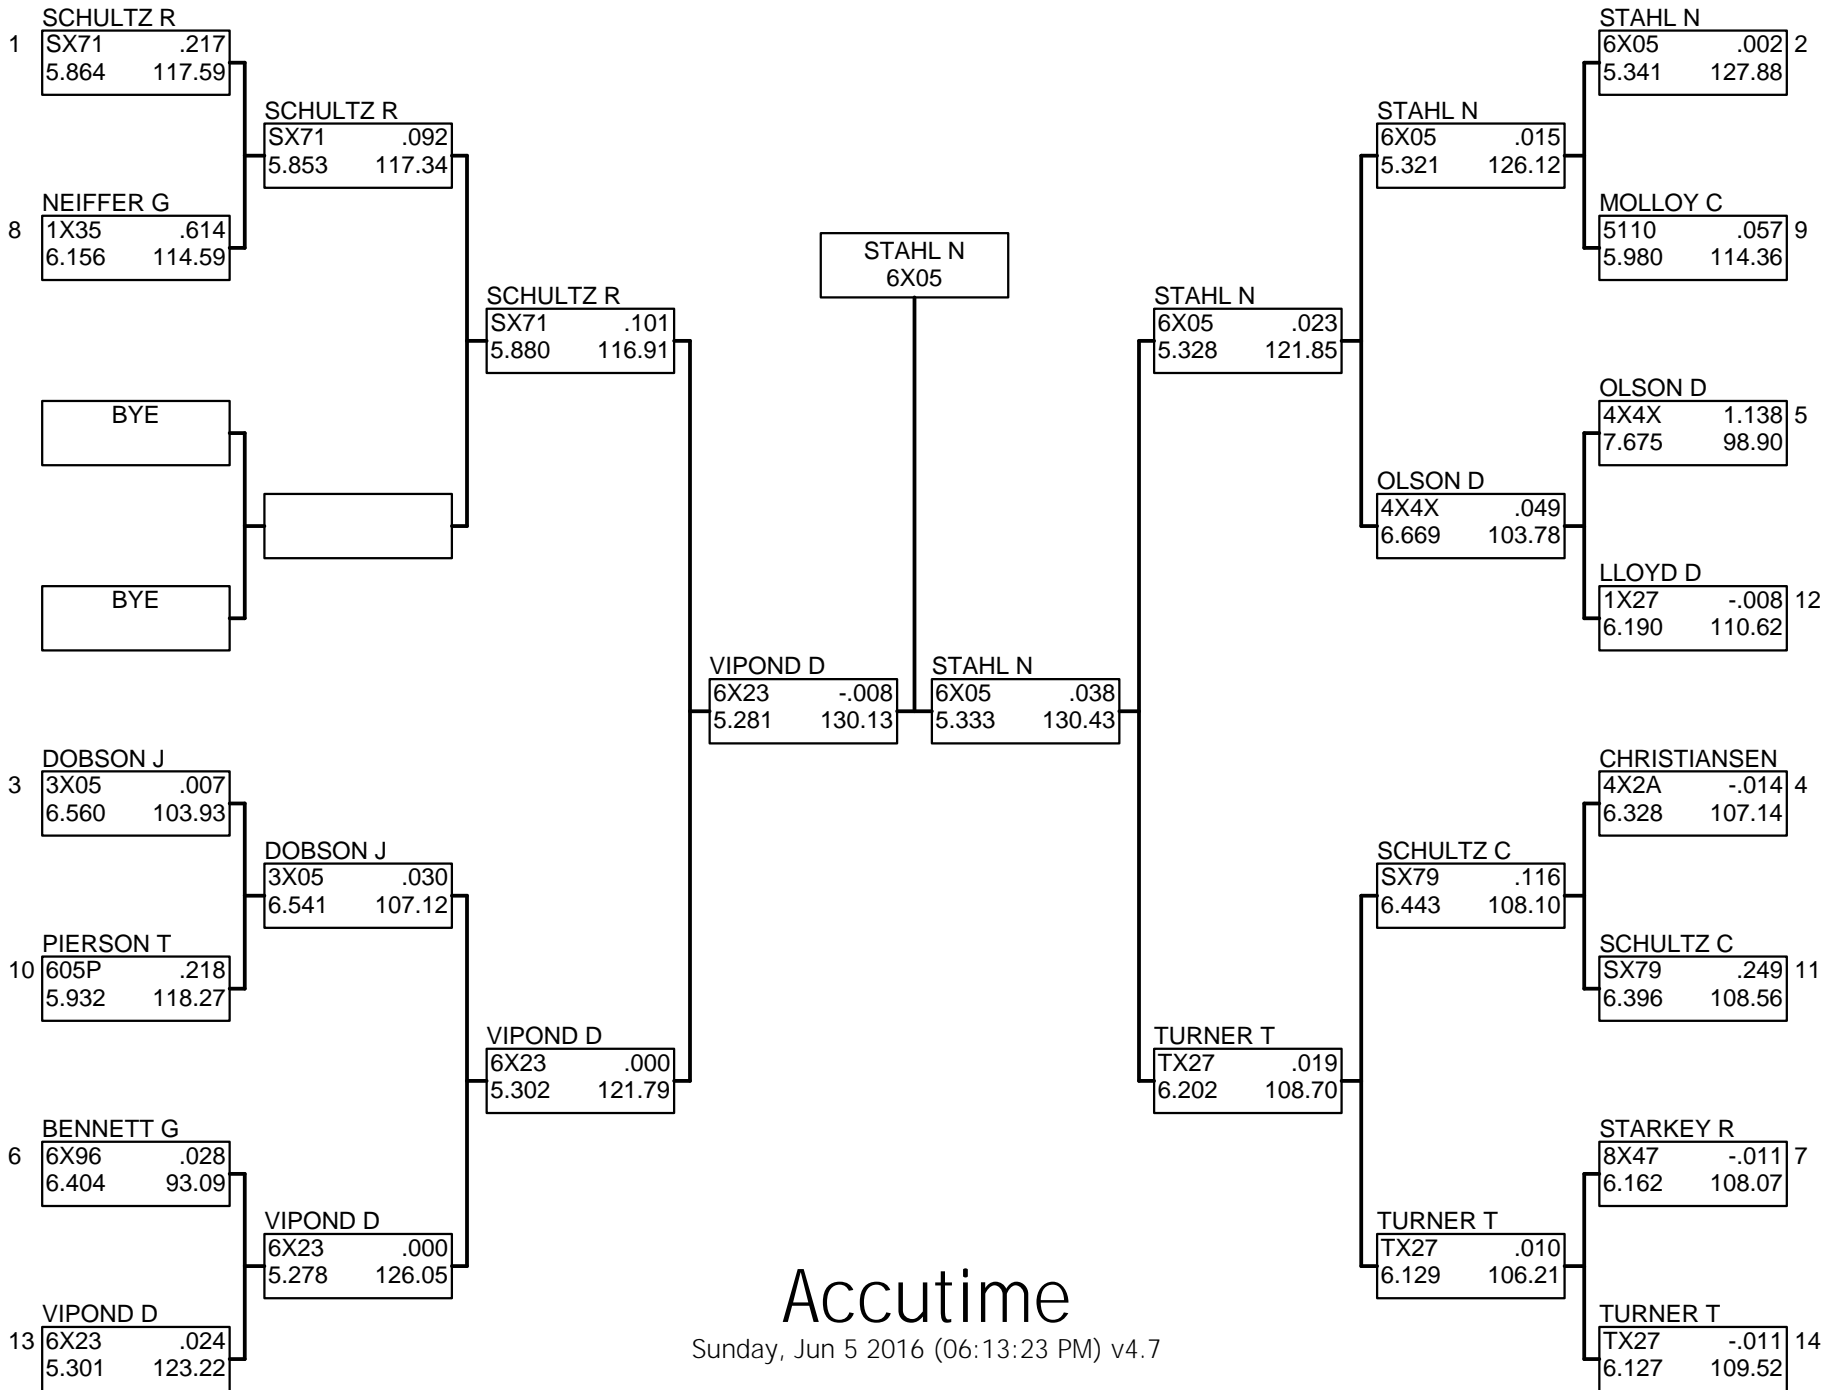 SCHULTZ R
1 SX71 .217
5.864 117.59
NEIFFER G
8 1X35 .614
6.156 114.59
BYE
BYE
DOBSON J
3 3X05 .007
6.560 103.93
PIERSON T
10 605P .218
5.932 118.27
BENNETT G
6 6X96 .028
6.404 93.09
VIPOND D
13 6X23 .024
5.301 123.22
SCHULTZ R
SX71 .092
5.853 117.34
DOBSON J
3X05 .030
6.541 107.12
VIPOND D
6X23 .000
5.278 126.05
SCHULTZ R
SX71 .101
5.880 116.91
VIPOND D
6X23 .000
5.302 121.79
VIPOND D
6X23 -.008
5.281 130.13
STAHL N
6X05
STAHL N
6X05 .038
5.333 130.43
STAHL N
6X05 .023
5.328 121.85
TURNER T
TX27 .019
6.202 108.70
STAHL N
6X05 .015
5.321 126.12
OLSON D
4X4X .049
6.669 103.78
SCHULTZ C
SX79 .116
6.443 108.10
TURNER T
TX27 .010
6.129 106.21
STAHL N
6X05 .002 2
5.341 127.88
MOLLOY C
5110 .057 9
5.980 114.36
OLSON D
4X4X 1.138 5
7.675 98.90
LLOYD D
1X27 -.008 12
6.190 110.62
CHRISTIANSEN
4X2A -.014 4
6.328 107.14
SCHULTZ C
SX79 .249 11
6.396 108.56
STARKEY R
8X47 -.011 7
6.162 108.07
TURNER T
TX27 -.011 14
6.127 109.52
Accutime
Sunday, Jun 5 2016 (06:13:23 PM) v4.7